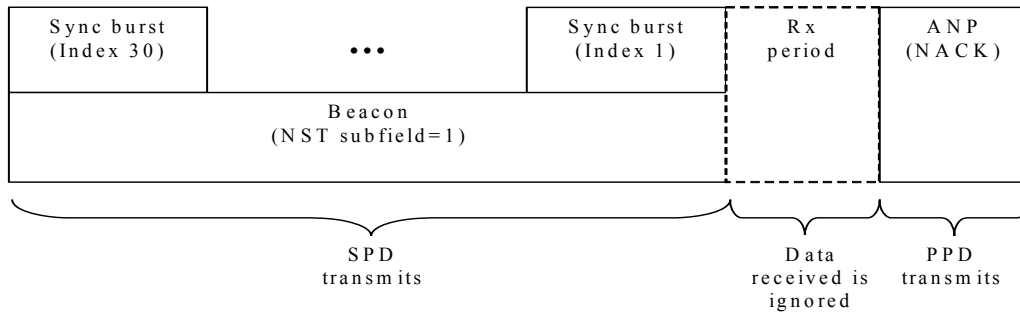 Sync burst
(Index 30)
•••
Sync burst
(Index 1)
Rx
period
ANP
(NACK)
Beacon
(NST subfield=1)
SPD
transmits
Data
received is
ignored
PPD
transmits